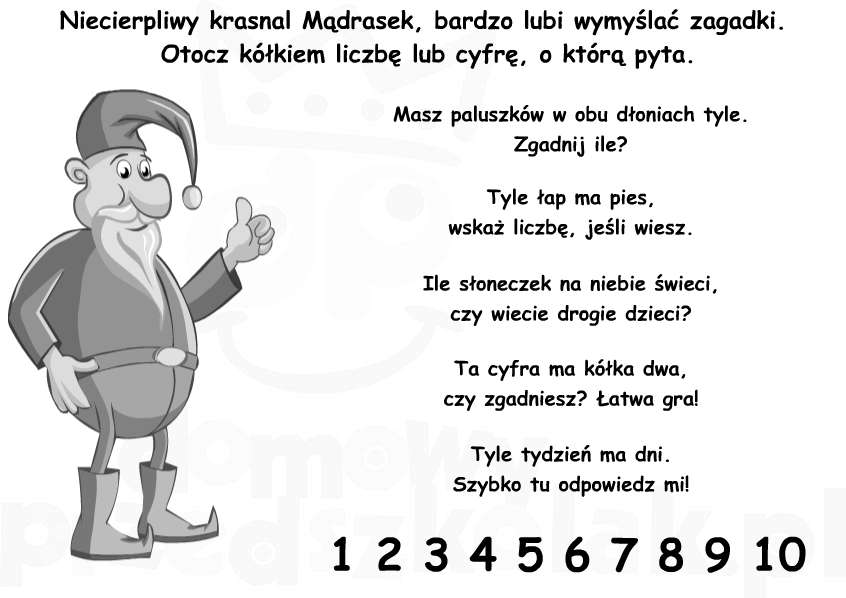 Niecierpliwy krasnal Mądrasek, bardzo lubi wymyślać zagadki.
Otocz kółkiem liczbę lub cyfrę, o którą pyta.
Masz paluszków w obu dłoniach tyle.
Zgadnij ile?
Tyle łap ma pies,
wskaż liczbę, jeśli wiesz.
Ile słoneczek na niebie świeci,
czy wiecie drogie dzieci?
Ta cyfra ma kółka dwa,
czy zgadniesz? Łatwa gra!
Tyle tydzień ma dni.
Szybko tu odpowiedz mi!
1 2 3 4 5 6 7 8 9 10
domowy
przedszkolak.pl